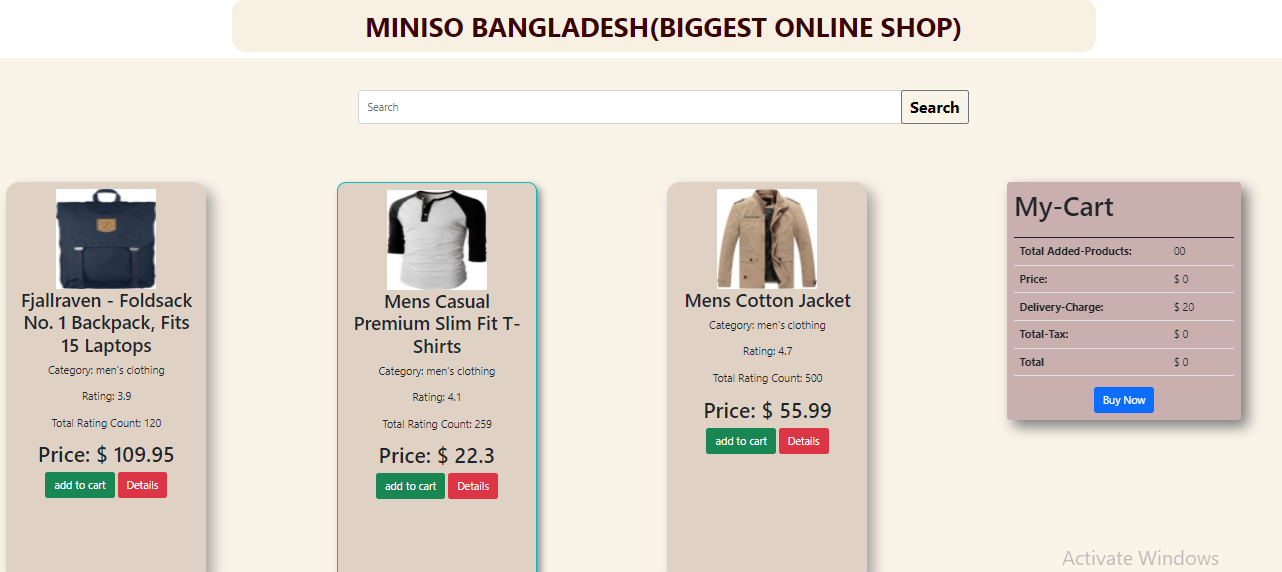 MINISO BANGLADESH(BIGGEST ONLINE SHOP)
Search
Search
Fjallraven - Foldsack
No. 1 Backpack, Fits
15 Laptops
Category: men's clothing
Rating: 3.9
Total Rating Count: 120
Price: $ 109.95
add to cart
Details
Mens Casual
Premium Slim Fit T-
Shirts
Category: men's clothing
Rating: 4.1
Total Rating Count: 259
Price: $ 22.3
add to cart
Details
Mens Cotton Jacket
Category: men's clothing
Rating: 4.7
Total Rating Count: 500
Price: $ 55.99
add to cart
Details
My-Cart
Total Added-Products: 00
Price: $ 0
Delivery-Charge: $ 20
Total-Tax: $ 0
Total $ 0
Buy Now
Activate Windows